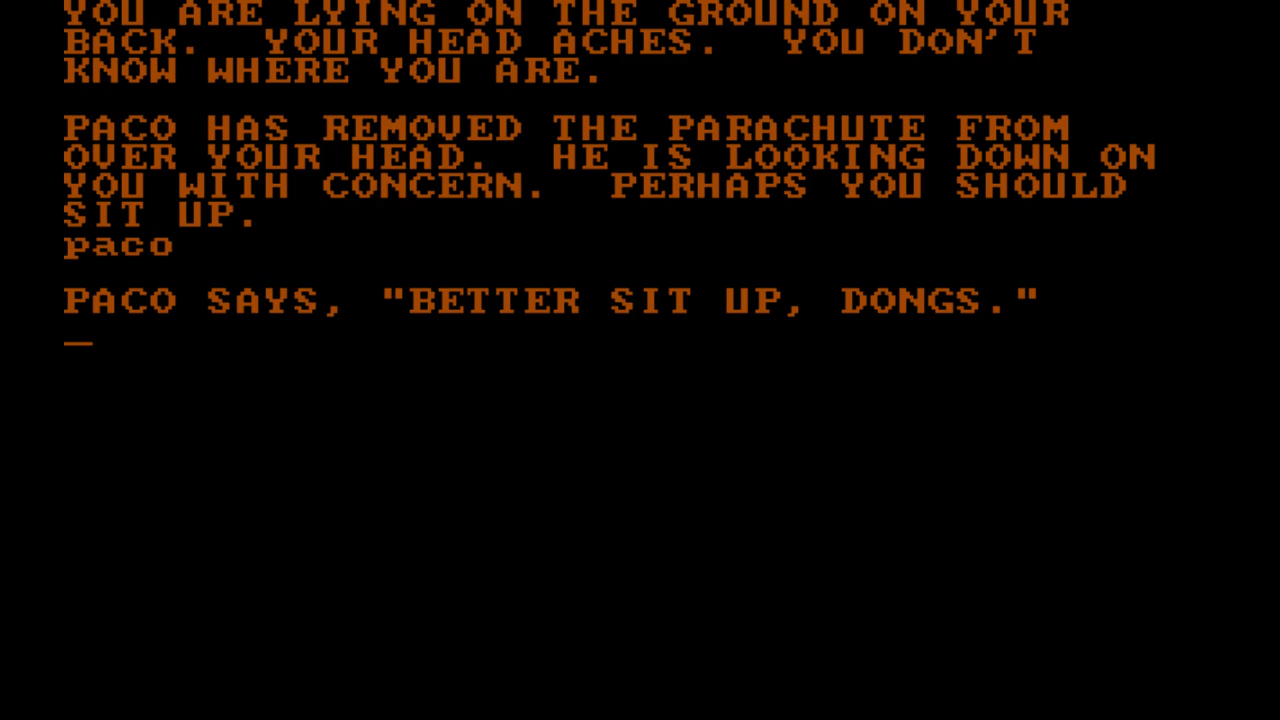 YOU ARE LYING ON THE GROUND ON YOUR
BACK.  YOUR HEAD ACHES.  YOU DON'T
KNOW WHERE YOU ARE.
PACO HAS REMOVED THE PARACHUTE FROM
OVER YOUR HEAD.  HE IS LOOKING DOWN ON
YOU WITH CONCERN.  PERHAPS YOU SHOULD
SIT UP.
paco
PACO SAYS, "BETTER SIT UP, DONGS."
_